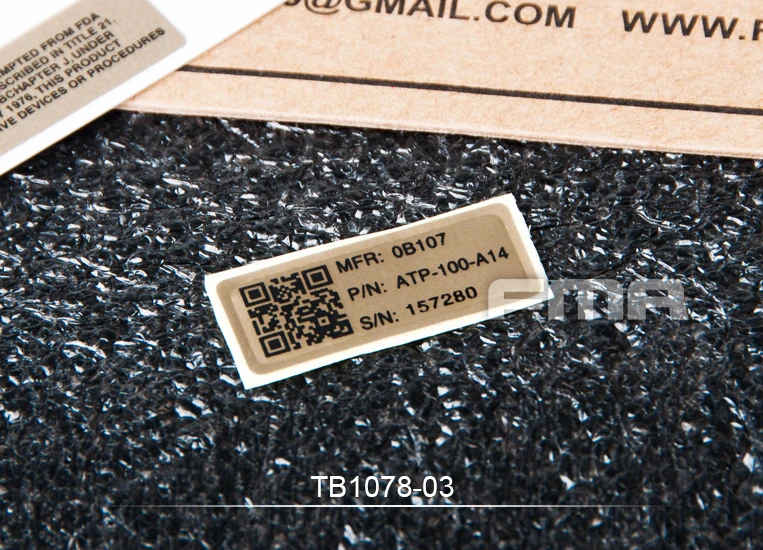 @GMAIL.COM WWW.
EMPTED FROM FDA
SCRIBED IN TITLE 21,
BCHAPTER J UNDER
1976, THIS PRODUCT
VE DEVICES OR PROCEDURES
MFR: 0B107
P/N: ATP-100-A14
S/N: 157280
FMA
TB1078-03